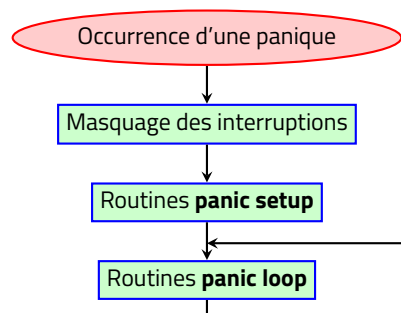 Occurrence d'une panique
Masquage des interruptions
Routines panic setup
Routines panic loop